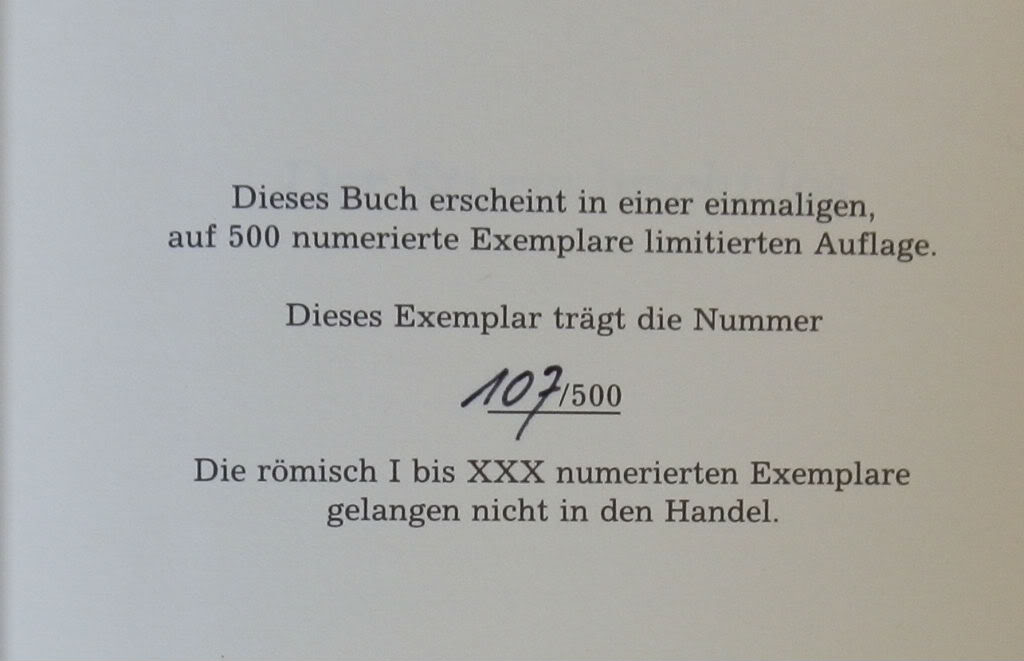 Dieses Buch erscheint in einer einmaligen,
auf 500 numerierte Exemplare limitierten Auflage.
Dieses Exemplar trägt die Nummer
107/500
Die römisch I bis XXX numerierten Exemplare
gelangen nicht in den Handel.